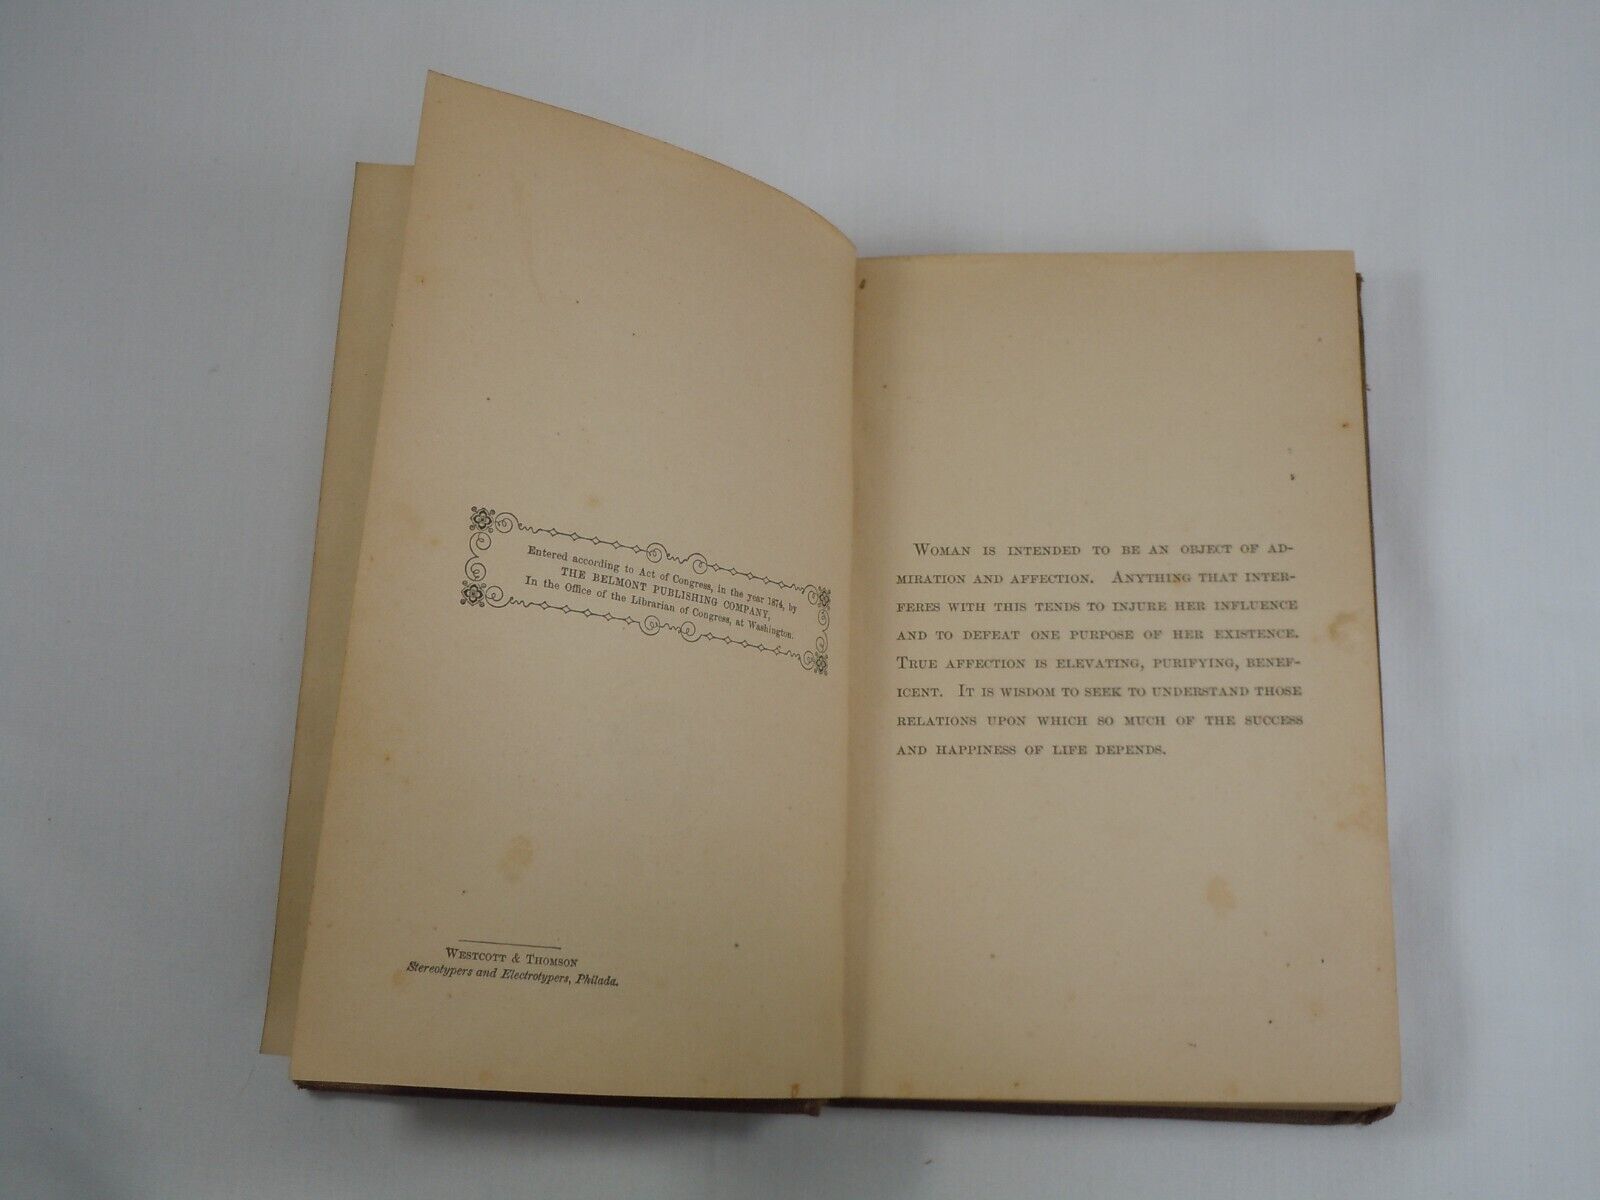 Entered according to Act of Congress, in the year 1874, by
THE BELMONT PUBLISHING COMPANY,
In the Office of the Librarian of Congress, at Washington.
WESTCOTT & THOMSON
Stereotypers and Electrotypers, Philada.
WOMAN IS INTENDED TO BE AN OBJECT OF AD-
MIRATION AND AFFECTION. ANYTHING THAT INTER-
FERES WITH THIS TENDS TO INJURE HER INFLUENCE
AND TO DEFEAT ONE PURPOSE OF HER EXISTENCE.
TRUE AFFECTION IS ELEVATING, PURIFYING, BENEF-
ICENT. IT IS WISDOM TO SEEK TO UNDERSTAND THOSE
RELATIONS UPON WHICH SO MUCH OF THE SUCCESS
AND HAPPINESS OF LIFE DEPENDS.